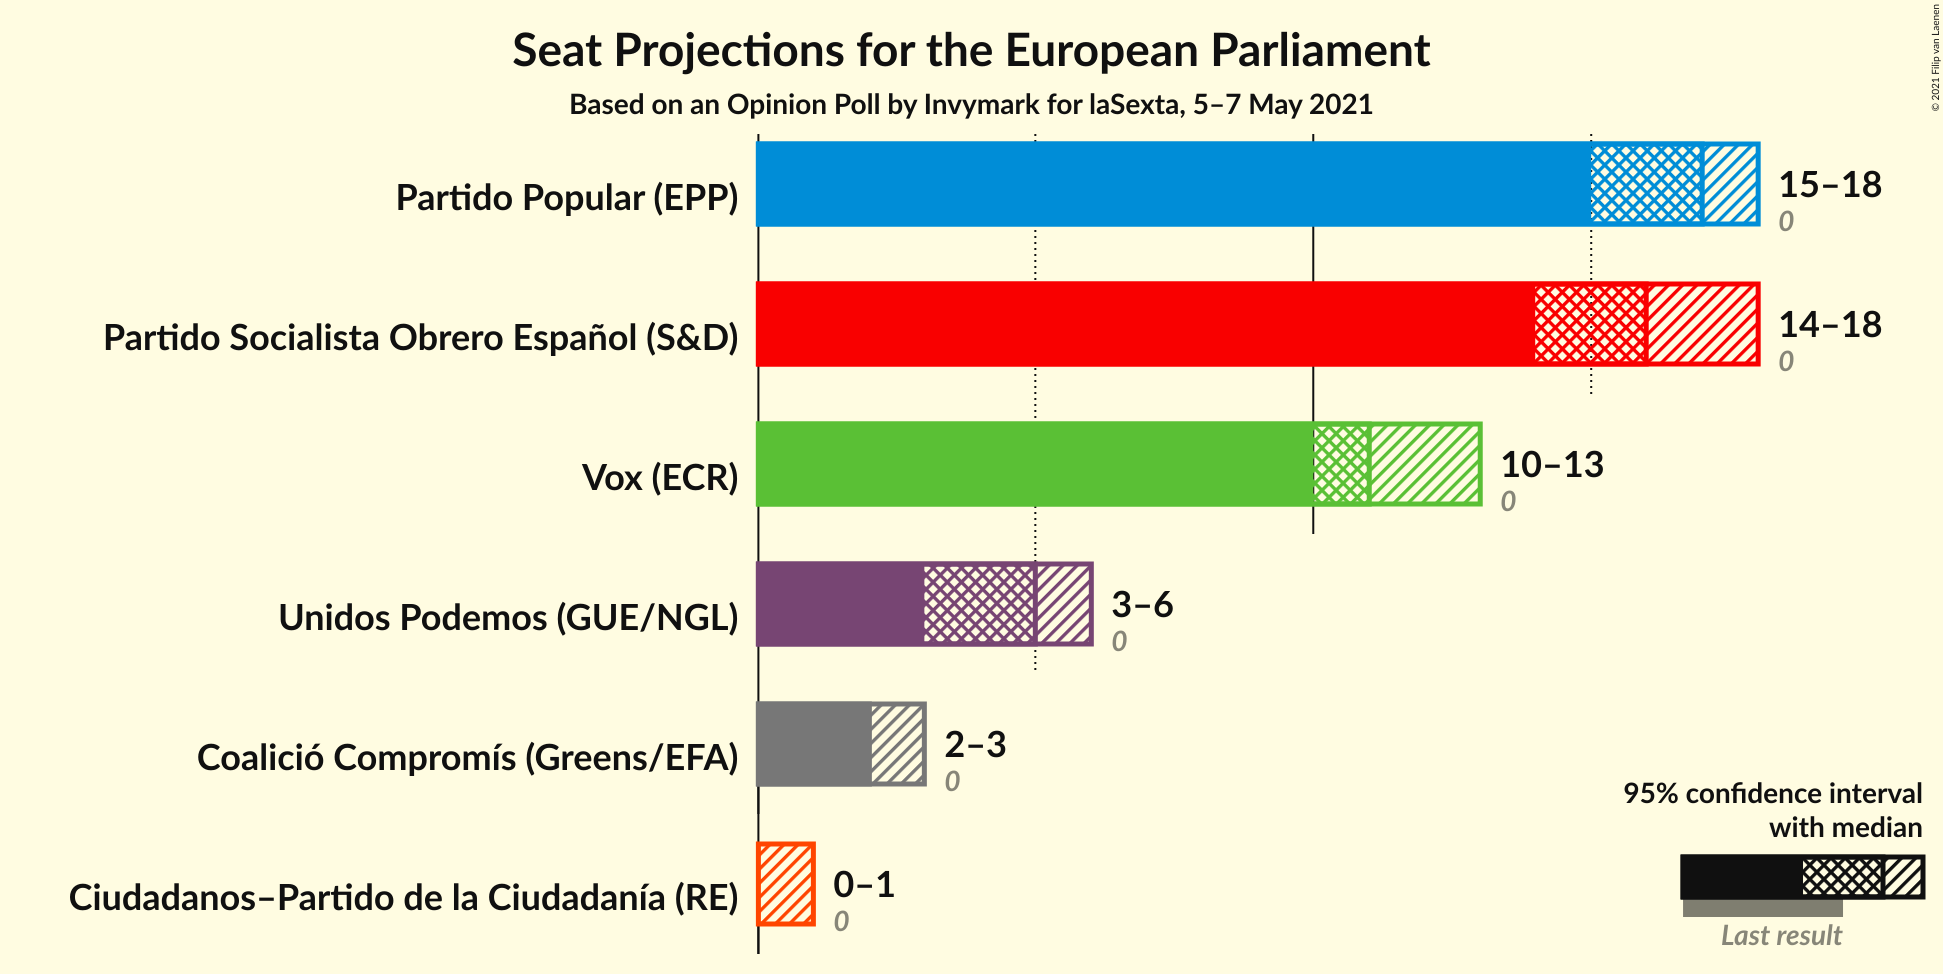 Seat Projections for the European Parliament
Based on an Opinion Poll by Invymark for laSexta, 5–7 May 2021
© 2021 Filip van Laenen
Partido Popular (EPP)
15–18
0
Partido Socialista Obrero Español (S&D)
14–18
0
Vox (ECR)
10–13
0
Unidos Podemos (GUE/NGL)
3–6
0
Coalició Compromís (Greens/EFA)
2–3
0
Ciudadanos–Partido de la Ciudadanía (RE)
0–1
0
95% confidence interval
with median
Last result